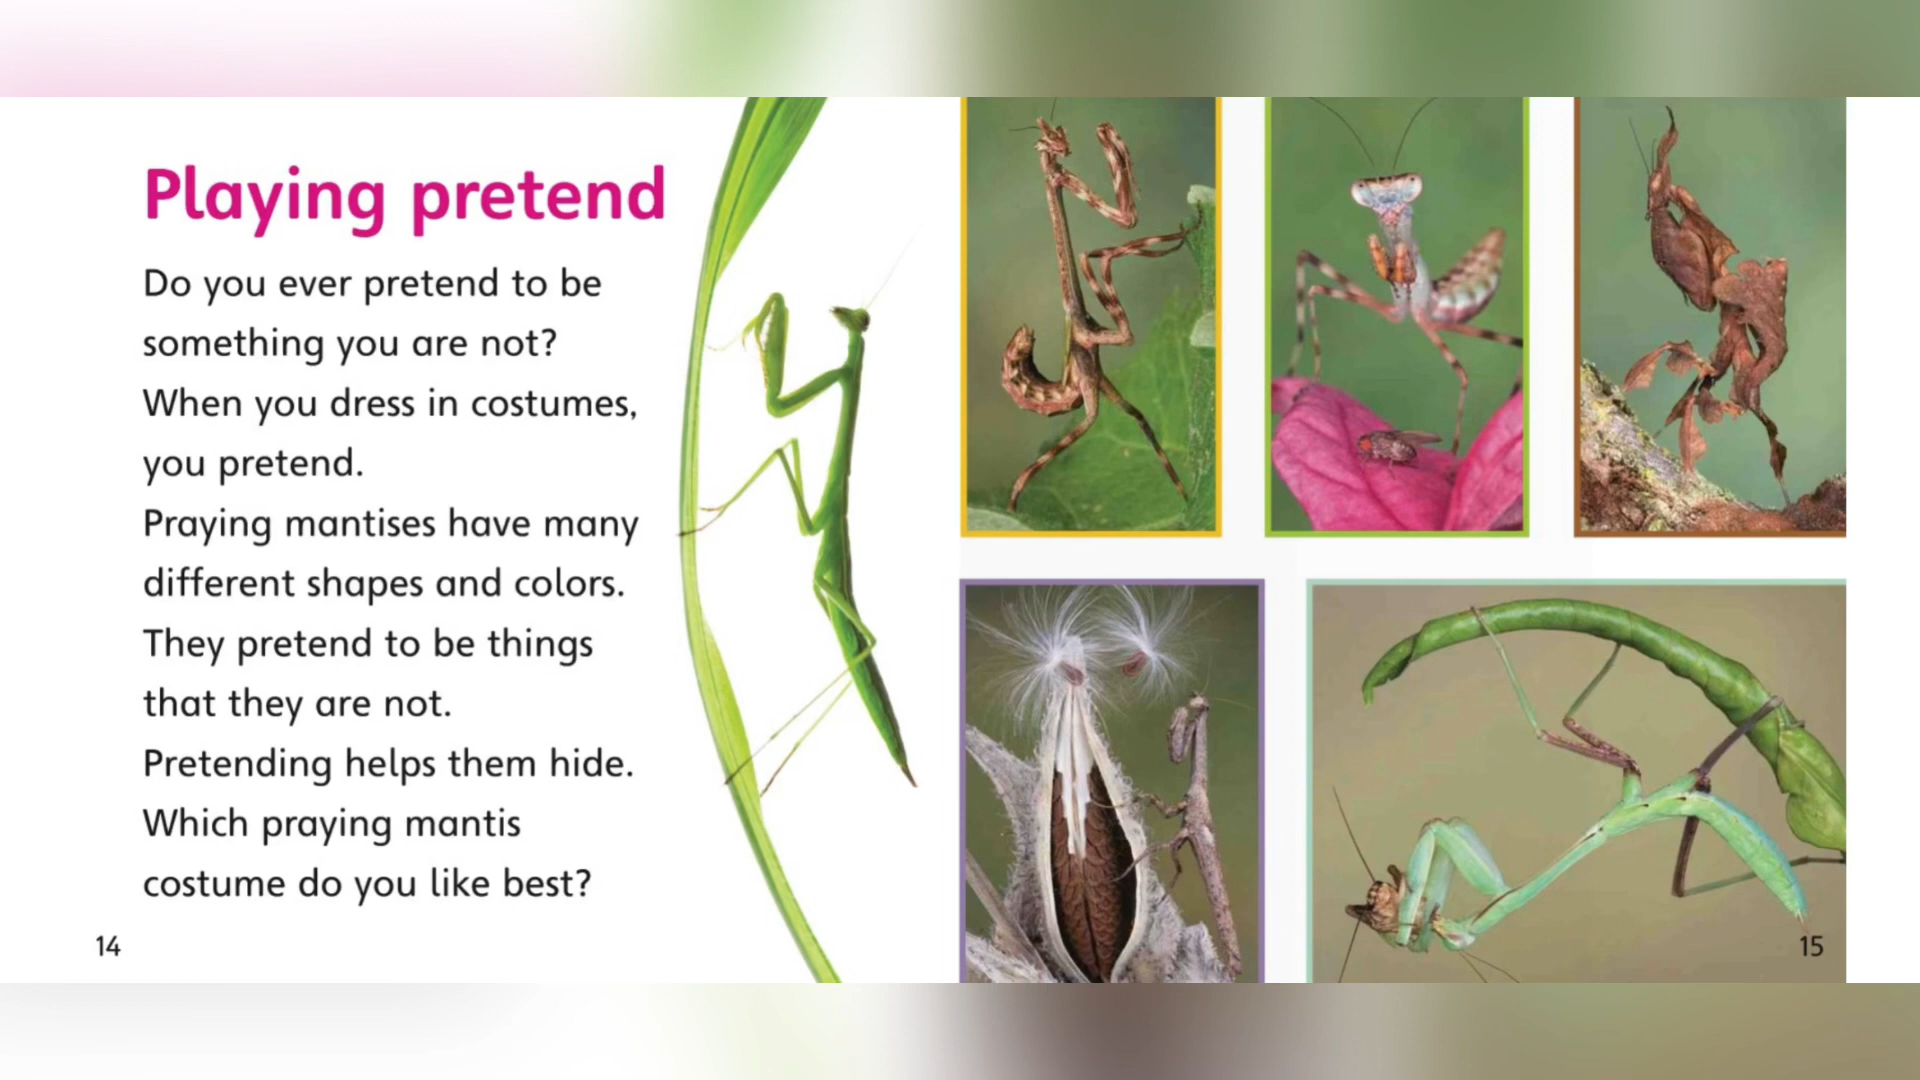 Playing pretend
Do you ever pretend to be
something you are not?
When you dress in costumes,
you pretend.
Praying mantises have many
different shapes and colors.
They pretend to be things
that they are not.
Pretending helps them hide.
Which praying mantis
costume do you like best?
14
15